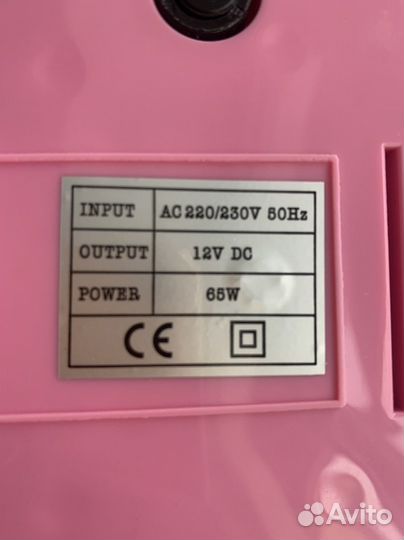 INPUT AC 220/230V 50Hz
OUTPUT 12V DC
POWER 65W
CE
Avito